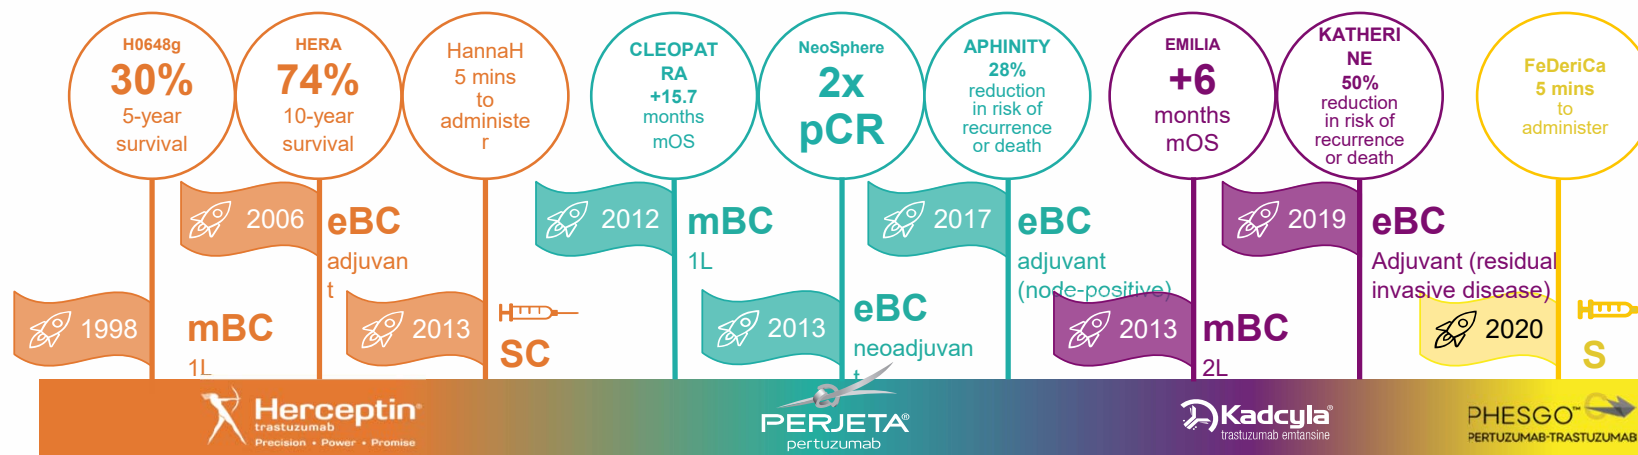 H0648g
30%
5-year
survival
HERA
74%
10-year
survival
HannaH
5 mins
to
administe
r
CLEOPAT
RA
+15.7
months
mOS
NeoSphere
2x
pCR
APHINITY
28%
reduction
in risk of
recurrence
or death
EMILIA
+6
months
mOS
KATHERI
NE
50%
reduction
in risk of
recurrence
or death
FeDeriCa
5 mins
to
administer
1998
mBC
1L
2006
eBC
adjuvan
t
2013
SC
2012
mBC
1L
2013
eBC
neoadjuvan
t
2017
eBC
adjuvant
(node-positive)
2013
mBC
2L
2019
eBC
Adjuvant (residual
invasive disease)
2020
S
Herceptin®
trastuzumab
Precision • Power • Promise
PERJETA®
pertuzumab
Kadcyla®
trastuzumab emtansine
PHESGO™
C
PERTUZUMAB-TRASTUZUMAB